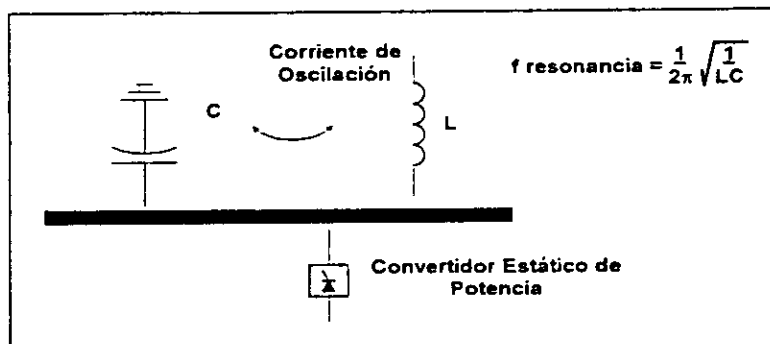 Corriente de
Oscilación
f resonancia = 1/2π √1/LC
C
L
Convertidor Estático de
Potencia